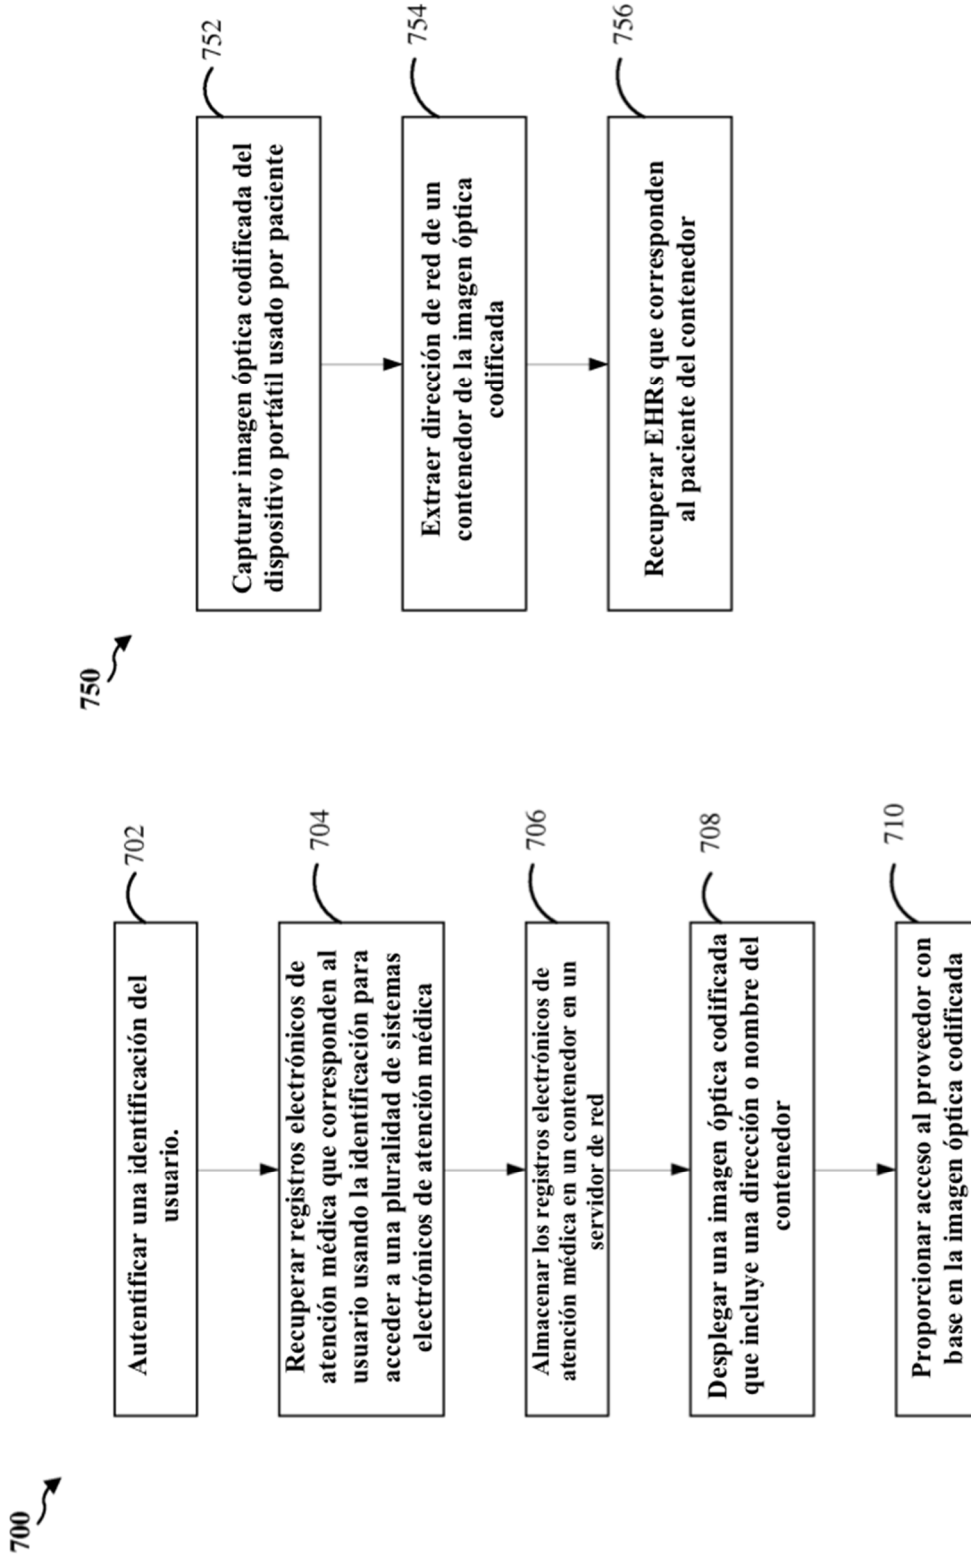 700
702
Autentificar una identificación del
usuario.
704
Recuperar registros electrónicos de
atención médica que corresponden al
usuario usando la identificación para
acceder a una pluralidad de sistemas
electrónicos de atención médica
706
Almacenar los registros electrónicos de
atención médica en un contenedor en un
servidor de red
708
Desplegar una imagen óptica codificada
que incluye una dirección o nombre del
contenedor
710
Proporcionar acceso al proveedor con
base en la imagen óptica codificada
750
752
Capturar imagen óptica codificada del
dispositivo portátil usado por paciente
754
Extraer dirección de red de un
contenedor de la imagen óptica
codificada
756
Recuperar EHRs que corresponden
al paciente del contenedor